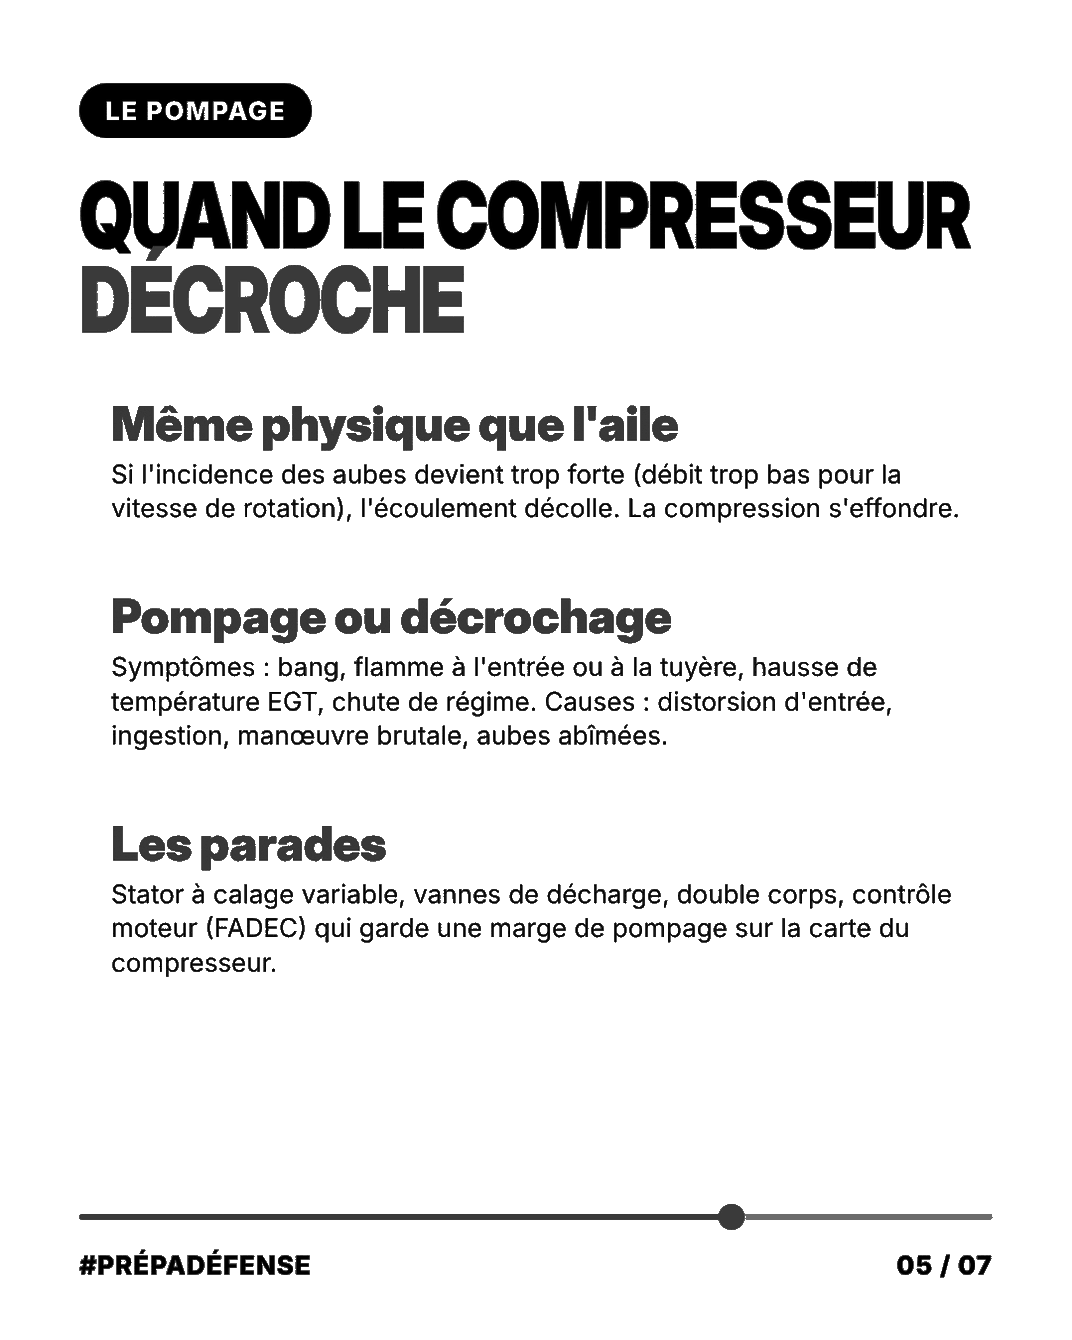 LE POMPAGE
QUAND LE COMPRESSEUR
DÉCROCHE
Même physique que l'aile
Si l'incidence des aubes devient trop forte (débit trop bas pour la
vitesse de rotation), l'écoulement décolle. La compression s'effondre.
Pompage ou décrochage
Symptômes : bang, flamme à l'entrée ou à la tuyère, hausse de
température EGT, chute de régime. Causes : distorsion d'entrée,
ingestion, manœuvre brutale, aubes abîmées.
Les parades
Stator à calage variable, vannes de décharge, double corps, contrôle
moteur (FADEC) qui garde une marge de pompage sur la carte du
compresseur.
#PRÉPADÉFENSE
05 / 07